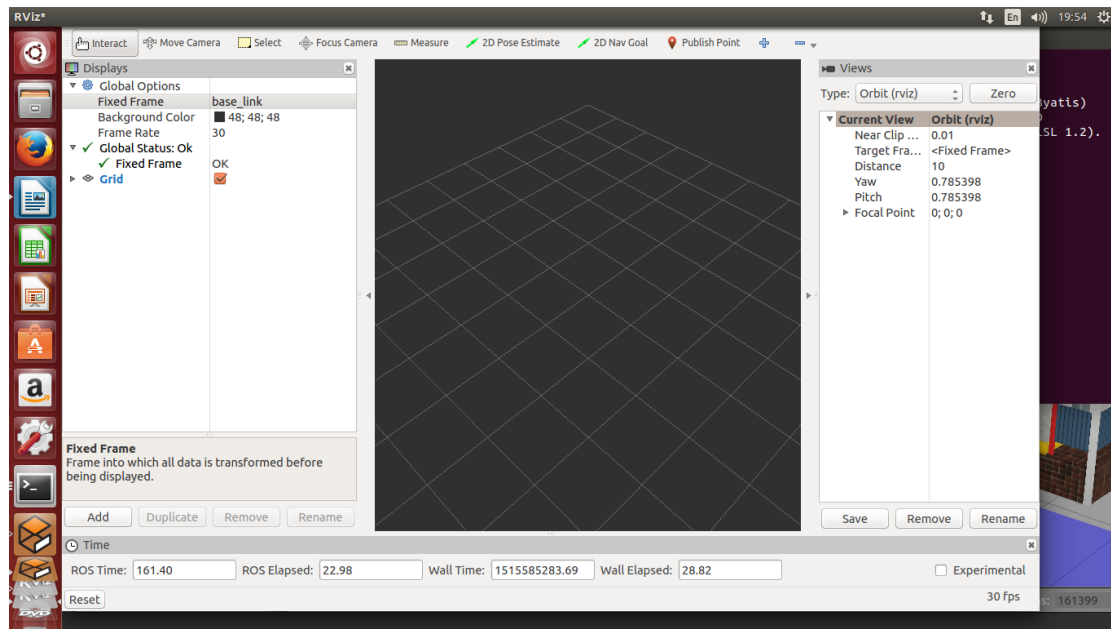 RViz*
En
19:54
Interact
Move Camera
Select
Focus Camera
Measure
2D Pose Estimate
2D Nav Goal
Publish Point
Displays
Global Options
Fixed Frame base_link
Background Color 48; 48; 48
Frame Rate 30
Global Status: Ok
Fixed Frame OK
Grid
Fixed Frame
Frame into which all data is transformed before
being displayed.
Add Duplicate Remove Rename
Views
Type: Orbit (rviz) Zero
Current View Orbit (rviz)
Near Clip ... 0.01
Target Fra... <Fixed Frame>
Distance 10
Yaw 0.785398
Pitch 0.785398
Focal Point 0; 0; 0
Save Remove Rename
yatis)
SL 1.2).
a
Time
ROS Time: 161.40 ROS Elapsed: 22.98 Wall Time: 1515585283.69 Wall Elapsed: 28.82 Experimental
Reset 30 fps
s: 161399